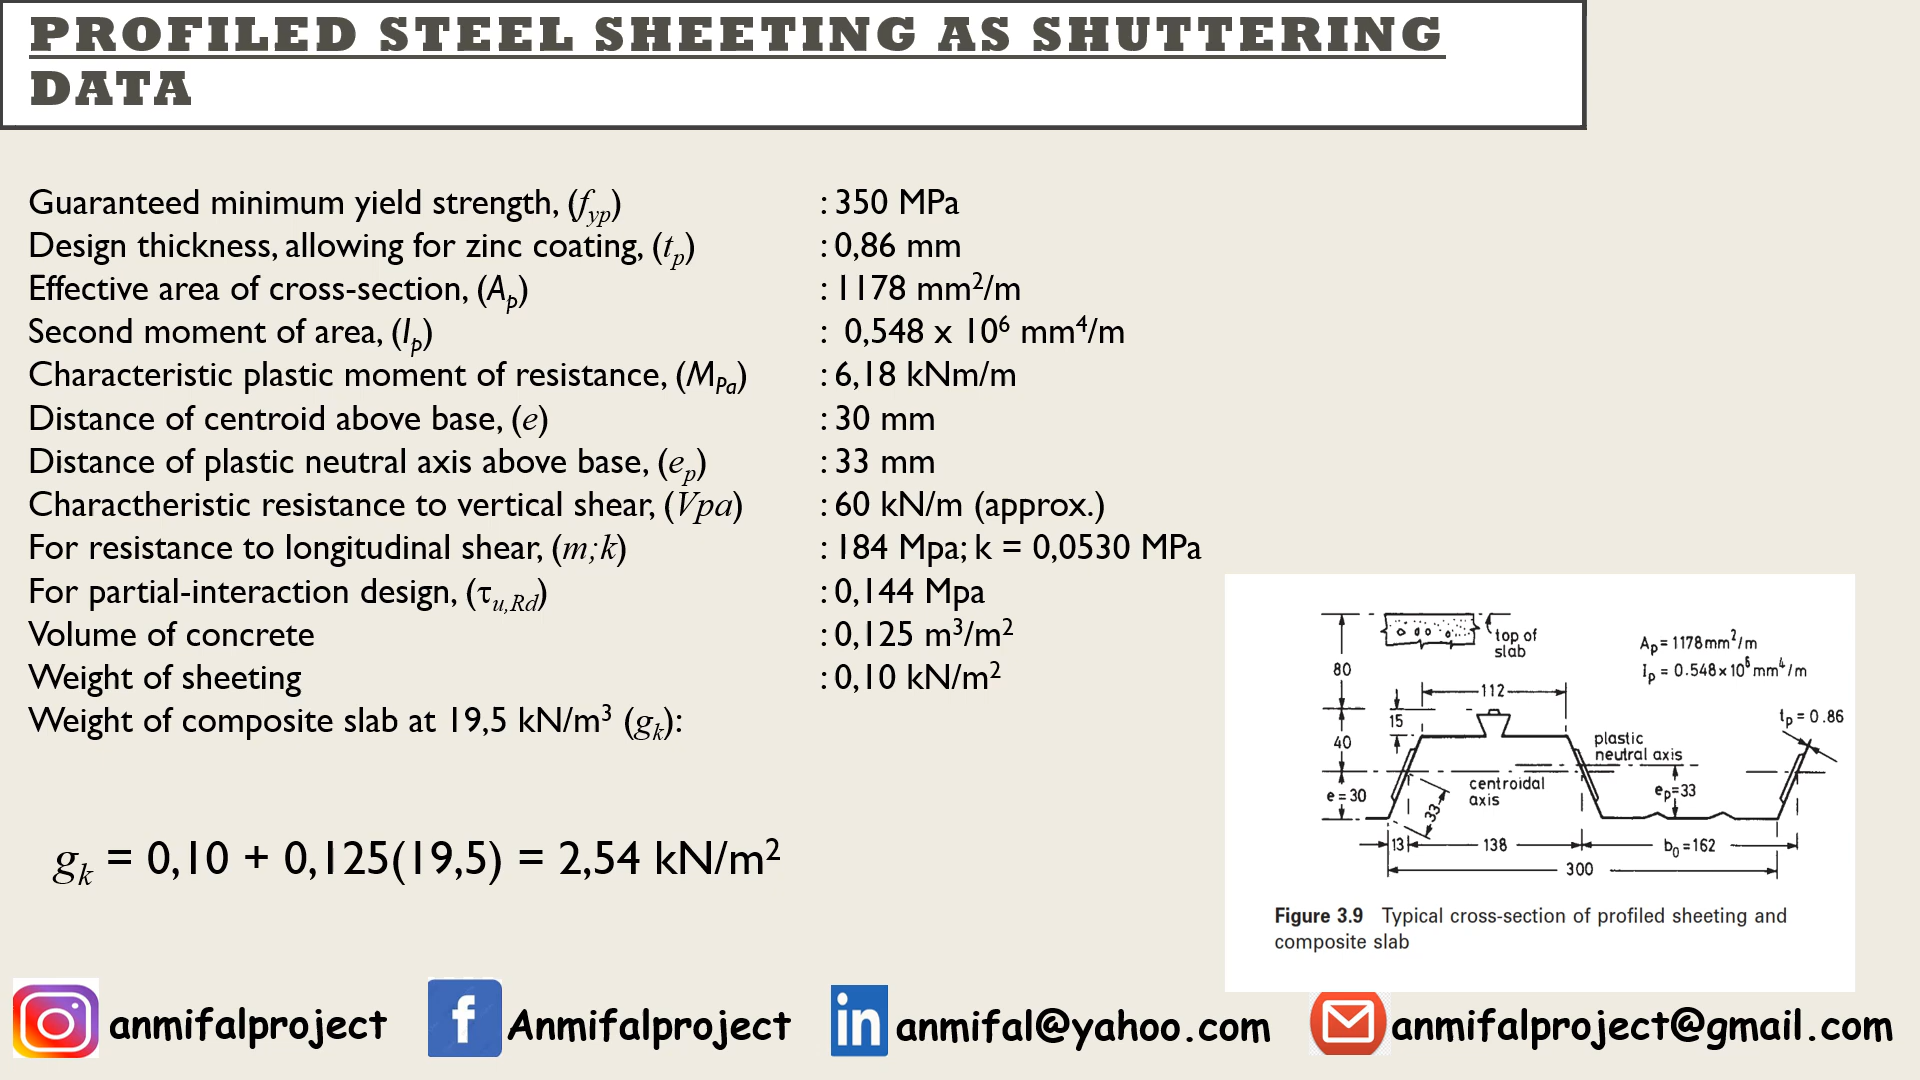 PROFILED STEEL SHEETING AS SHUTTERING
DATA
Guaranteed minimum yield strength, (fyp) : 350 MPa
Design thickness, allowing for zinc coating, (tp) : 0,86 mm
Effective area of cross-section, (Ap) : 1178 mm²/m
Second moment of area, (Ip) : 0,548 x 10⁶ mm⁴/m
Characteristic plastic moment of resistance, (MPa) : 6,18 kNm/m
Distance of centroid above base, (e) : 30 mm
Distance of plastic neutral axis above base, (ep) : 33 mm
Charactheristic resistance to vertical shear, (Vpa) : 60 kN/m (approx.)
For resistance to longitudinal shear, (m;k) : 184 Mpa; k = 0,0530 MPa
For partial-interaction design, (τu,Rd) : 0,144 Mpa
Volume of concrete : 0,125 m³/m²
Weight of sheeting : 0,10 kN/m²
Weight of composite slab at 19,5 kN/m³ (gk):
gk = 0,10 + 0,125(19,5) = 2,54 kN/m²
top of
slab
Ap = 1178mm²/m
Ip = 0.548x10⁶mm⁴/m
80
112
15
tp = 0.86
40
plastic
neutral axis
centroidal
axis
e = 30
33
ep=33
13
138
b0 = 162
300
Figure 3.9 Typical cross-section of profiled sheeting and
composite slab
anmifalproject
f Anmifalproject
in anmifal@yahoo.com
anmifalproject@gmail.com